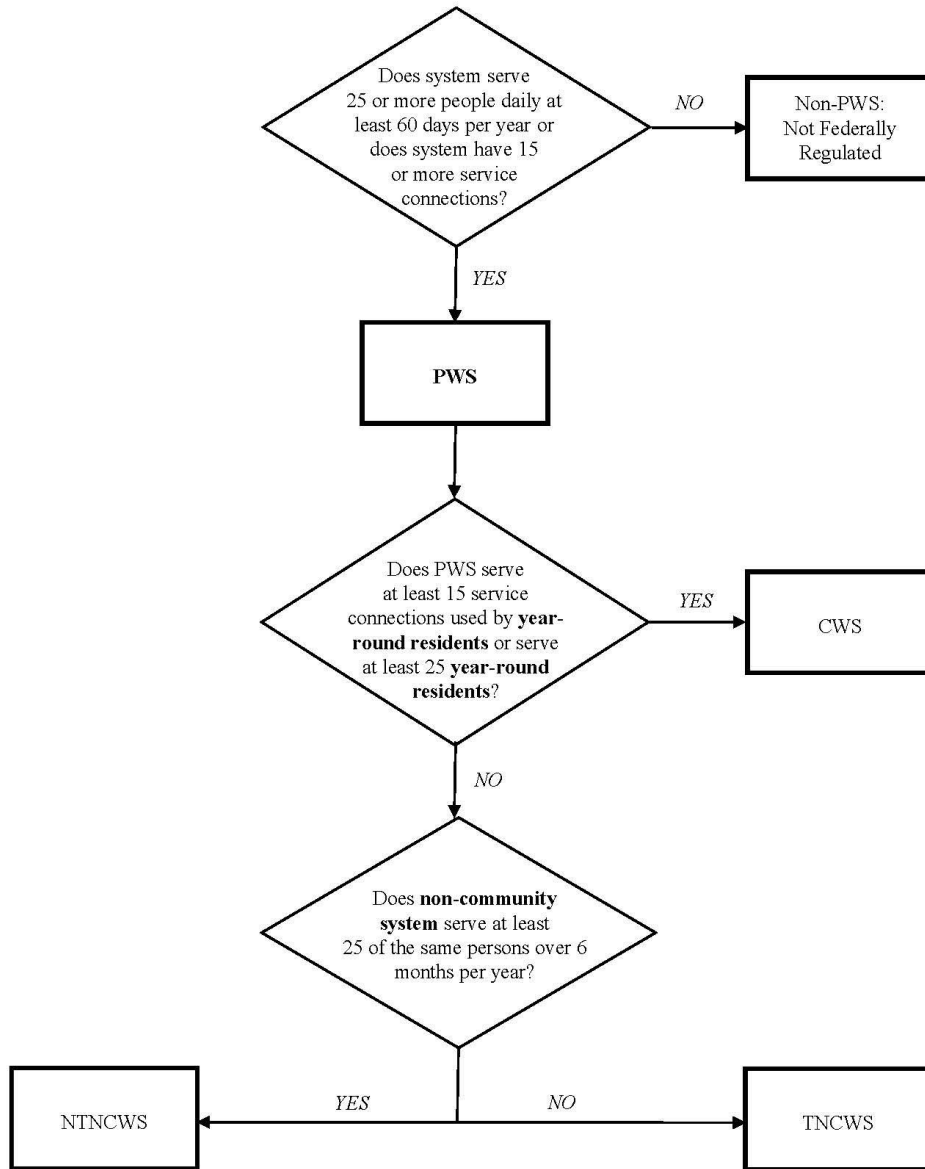 Does system serve
25 or more people daily at
least 60 days per year or
does system have 15
or more service
connections?
NO
Non-PWS:
Not Federally
Regulated
YES
PWS
Does PWS serve
at least 15 service
connections used by year-
round residents or serve
at least 25 year-round
residents?
YES
CWS
NO
Does non-community
system serve at least
25 of the same persons over 6
months per year?
NTNCWS
YES
NO
TNCWS